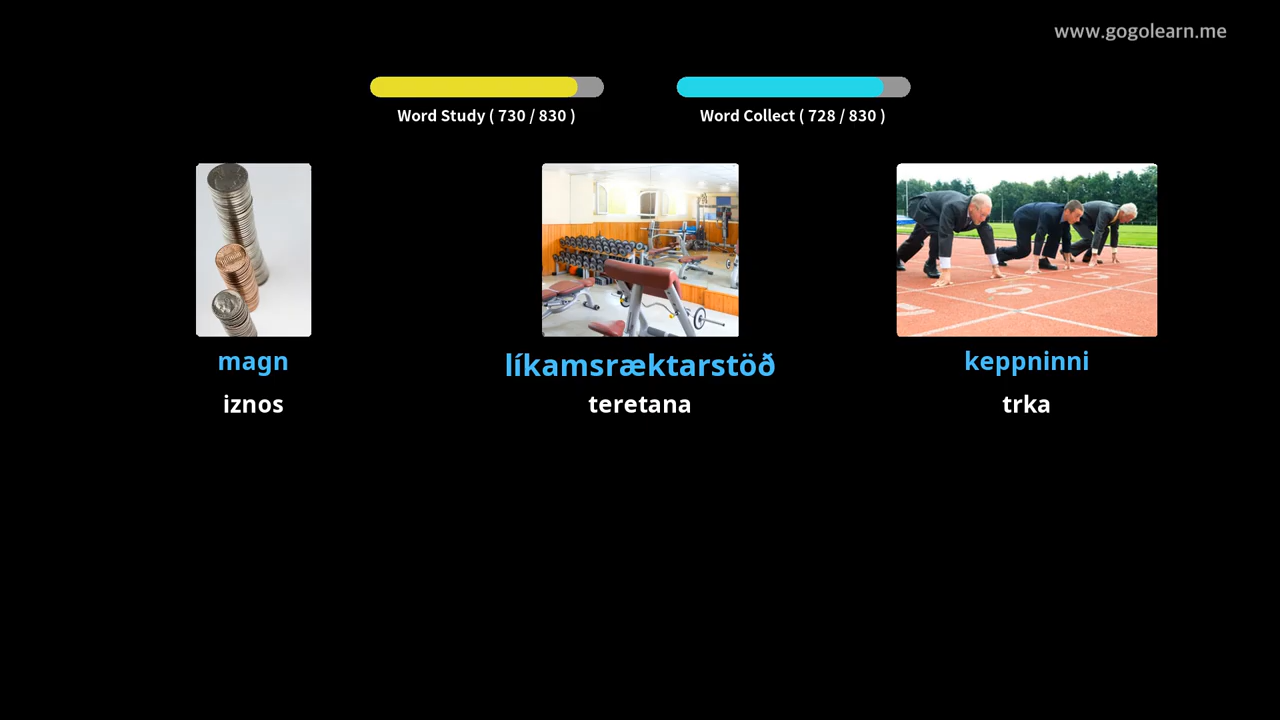 www.gogolearn.me
Word Study ( 730 / 830 )
Word Collect ( 728 / 830 )
magn
líkamsræktarstöð
keppninni
iznos
teretana
trka